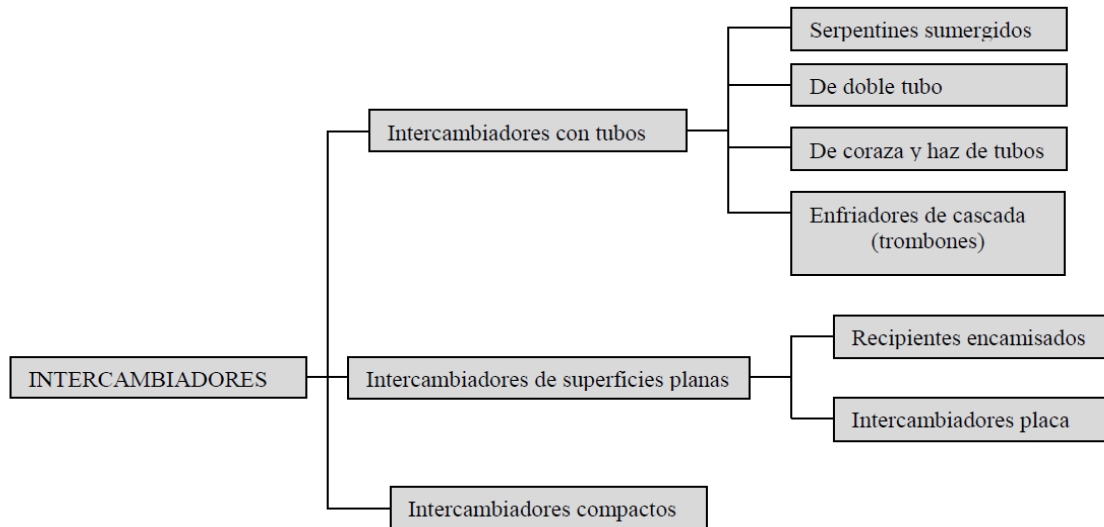 Serpentines sumergidos
De doble tubo
Intercambiadores con tubos
De coraza y haz de tubos
Enfriadores de cascada
(trombones)
Recipientes encamisados
INTERCAMBIADORES
Intercambiadores de superficies planas
Intercambiadores placa
Intercambiadores compactos